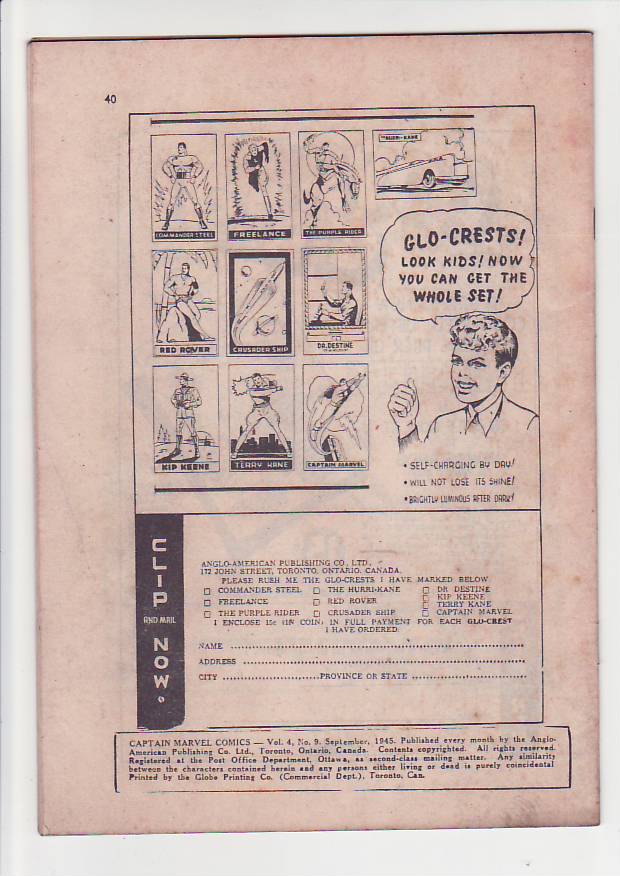 40
COMMANDER STEEL
FREELANCE
THE PURPLE RIDER
THE HURRI-KANE
GLO-CRESTS!
LOOK KIDS! NOW
YOU CAN GET THE
WHOLE SET!
RED ROVER
CRUSADER SHIP
DR. DESTINE
KIP KEENE
TERRY KANE
CAPTAIN MARVEL
• SELF-CHARGING BY DAY!
• WILL NOT LOSE ITS SHINE!
• BRIGHTLY LUMINOUS AFTER DARK!
CLIP
AND MAIL
NOW
ANGLO-AMERICAN PUBLISHING CO., LTD.,
172 JOHN STREET, TORONTO, ONTARIO, CANADA.
PLEASE RUSH ME THE GLO-CRESTS I HAVE MARKED BELOW
□ COMMANDER STEEL □ THE HURRI-KANE □ DR DESTINE
□ KIP KEENE
□ FREELANCE □ RED ROVER
□ TERRY KANE
□ THE PURPLE RIDER □ CRUSADER SHIP □ CAPTAIN MARVEL
I ENCLOSE 15c (IN COIN) IN FULL PAYMENT FOR EACH GLO-CREST
I HAVE ORDERED.
NAME
ADDRESS
CITY PROVINCE OR STATE
CAPTAIN MARVEL COMICS — Vol. 4, No. 9. September, 1945. Published every month by the Anglo-
American Publishing Co. Ltd., Toronto, Ontario, Canada. Contents copyrighted. All rights reserved.
Registered at the Post Office Department, Ottawa, as second-class mailing matter. Any similarity
between the characters contained herein and any persons either living or dead is purely coincidental
Printed by the Globe Printing Co. (Commercial Dept.), Toronto, Can.